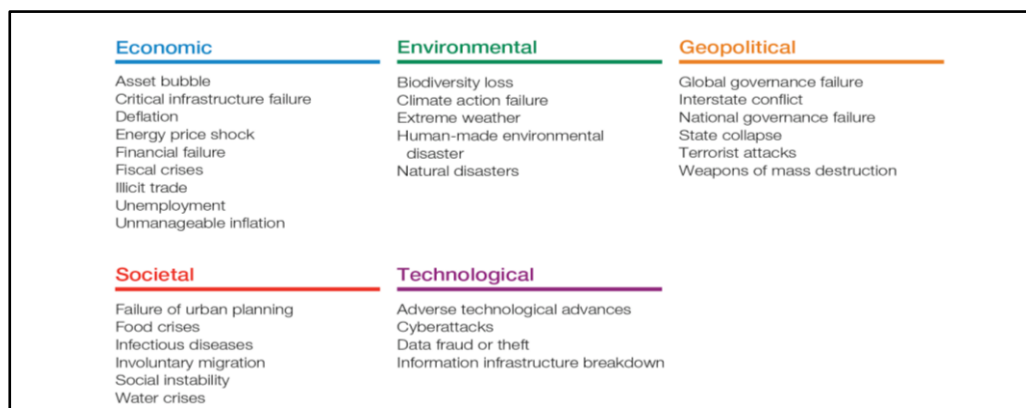 Economic
Asset bubble
Critical infrastructure failure
Deflation
Energy price shock
Financial failure
Fiscal crises
Illicit trade
Unemployment
Unmanageable inflation
Environmental
Biodiversity loss
Climate action failure
Extreme weather
Human-made environmental
disaster
Natural disasters
Geopolitical
Global governance failure
Interstate conflict
National governance failure
State collapse
Terrorist attacks
Weapons of mass destruction
Societal
Failure of urban planning
Food crises
Infectious diseases
Involuntary migration
Social instability
Water crises
Technological
Adverse technological advances
Cyberattacks
Data fraud or theft
Information infrastructure breakdown